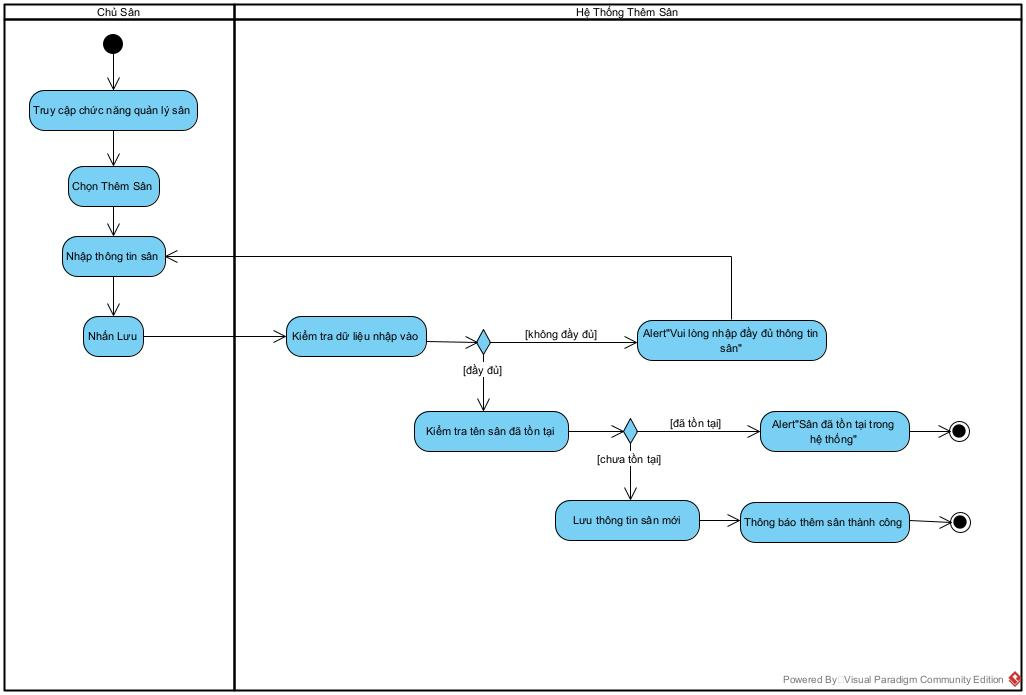 Chủ Sân
Hệ Thống Thêm Sân
Truy cập chức năng quản lý sân
Chọn Thêm Sân
Nhập thông tin sân
Nhấn Lưu
Kiểm tra dữ liệu nhập vào
[không đầy đủ]
Alert"Vui lòng nhập đầy đủ thông tin
sân"
[đầy đủ]
Kiểm tra tên sân đã tồn tại
[đã tồn tại]
Alert"Sân đã tồn tại trong
hệ thống"
[chưa tồn tại]
Lưu thông tin sân mới
Thông báo thêm sân thành công
Powered By Visual Paradigm Community Edition